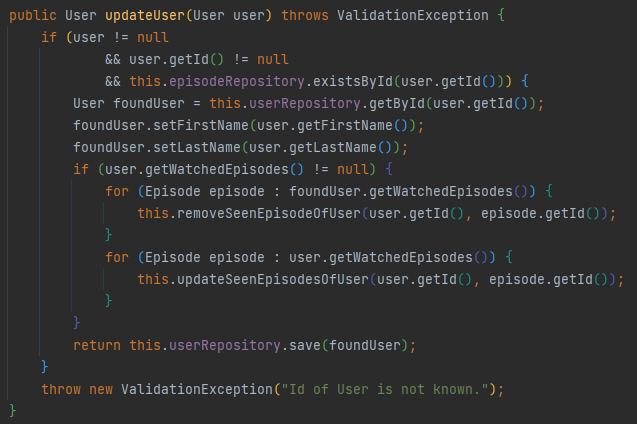 public User updateUser(User user) throws ValidationException {
    if (user != null
            && user.getId() != null
            && this.episodeRepository.existsById(user.getId())) {
        User foundUser = this.userRepository.getById(user.getId());
        foundUser.setFirstName(user.getFirstName());
        foundUser.setLastName(user.getLastName());
        if (user.getWatchedEpisodes() != null) {
            for (Episode episode : foundUser.getWatchedEpisodes()) {
                this.removeSeenEpisodeOfUser(user.getId(), episode.getId());
            }
            for (Episode episode : user.getWatchedEpisodes()) {
                this.updateSeenEpisodesOfUser(user.getId(), episode.getId());
            }
        }
        return this.userRepository.save(foundUser);
    }
    throw new ValidationException("Id of User is not known.");
}